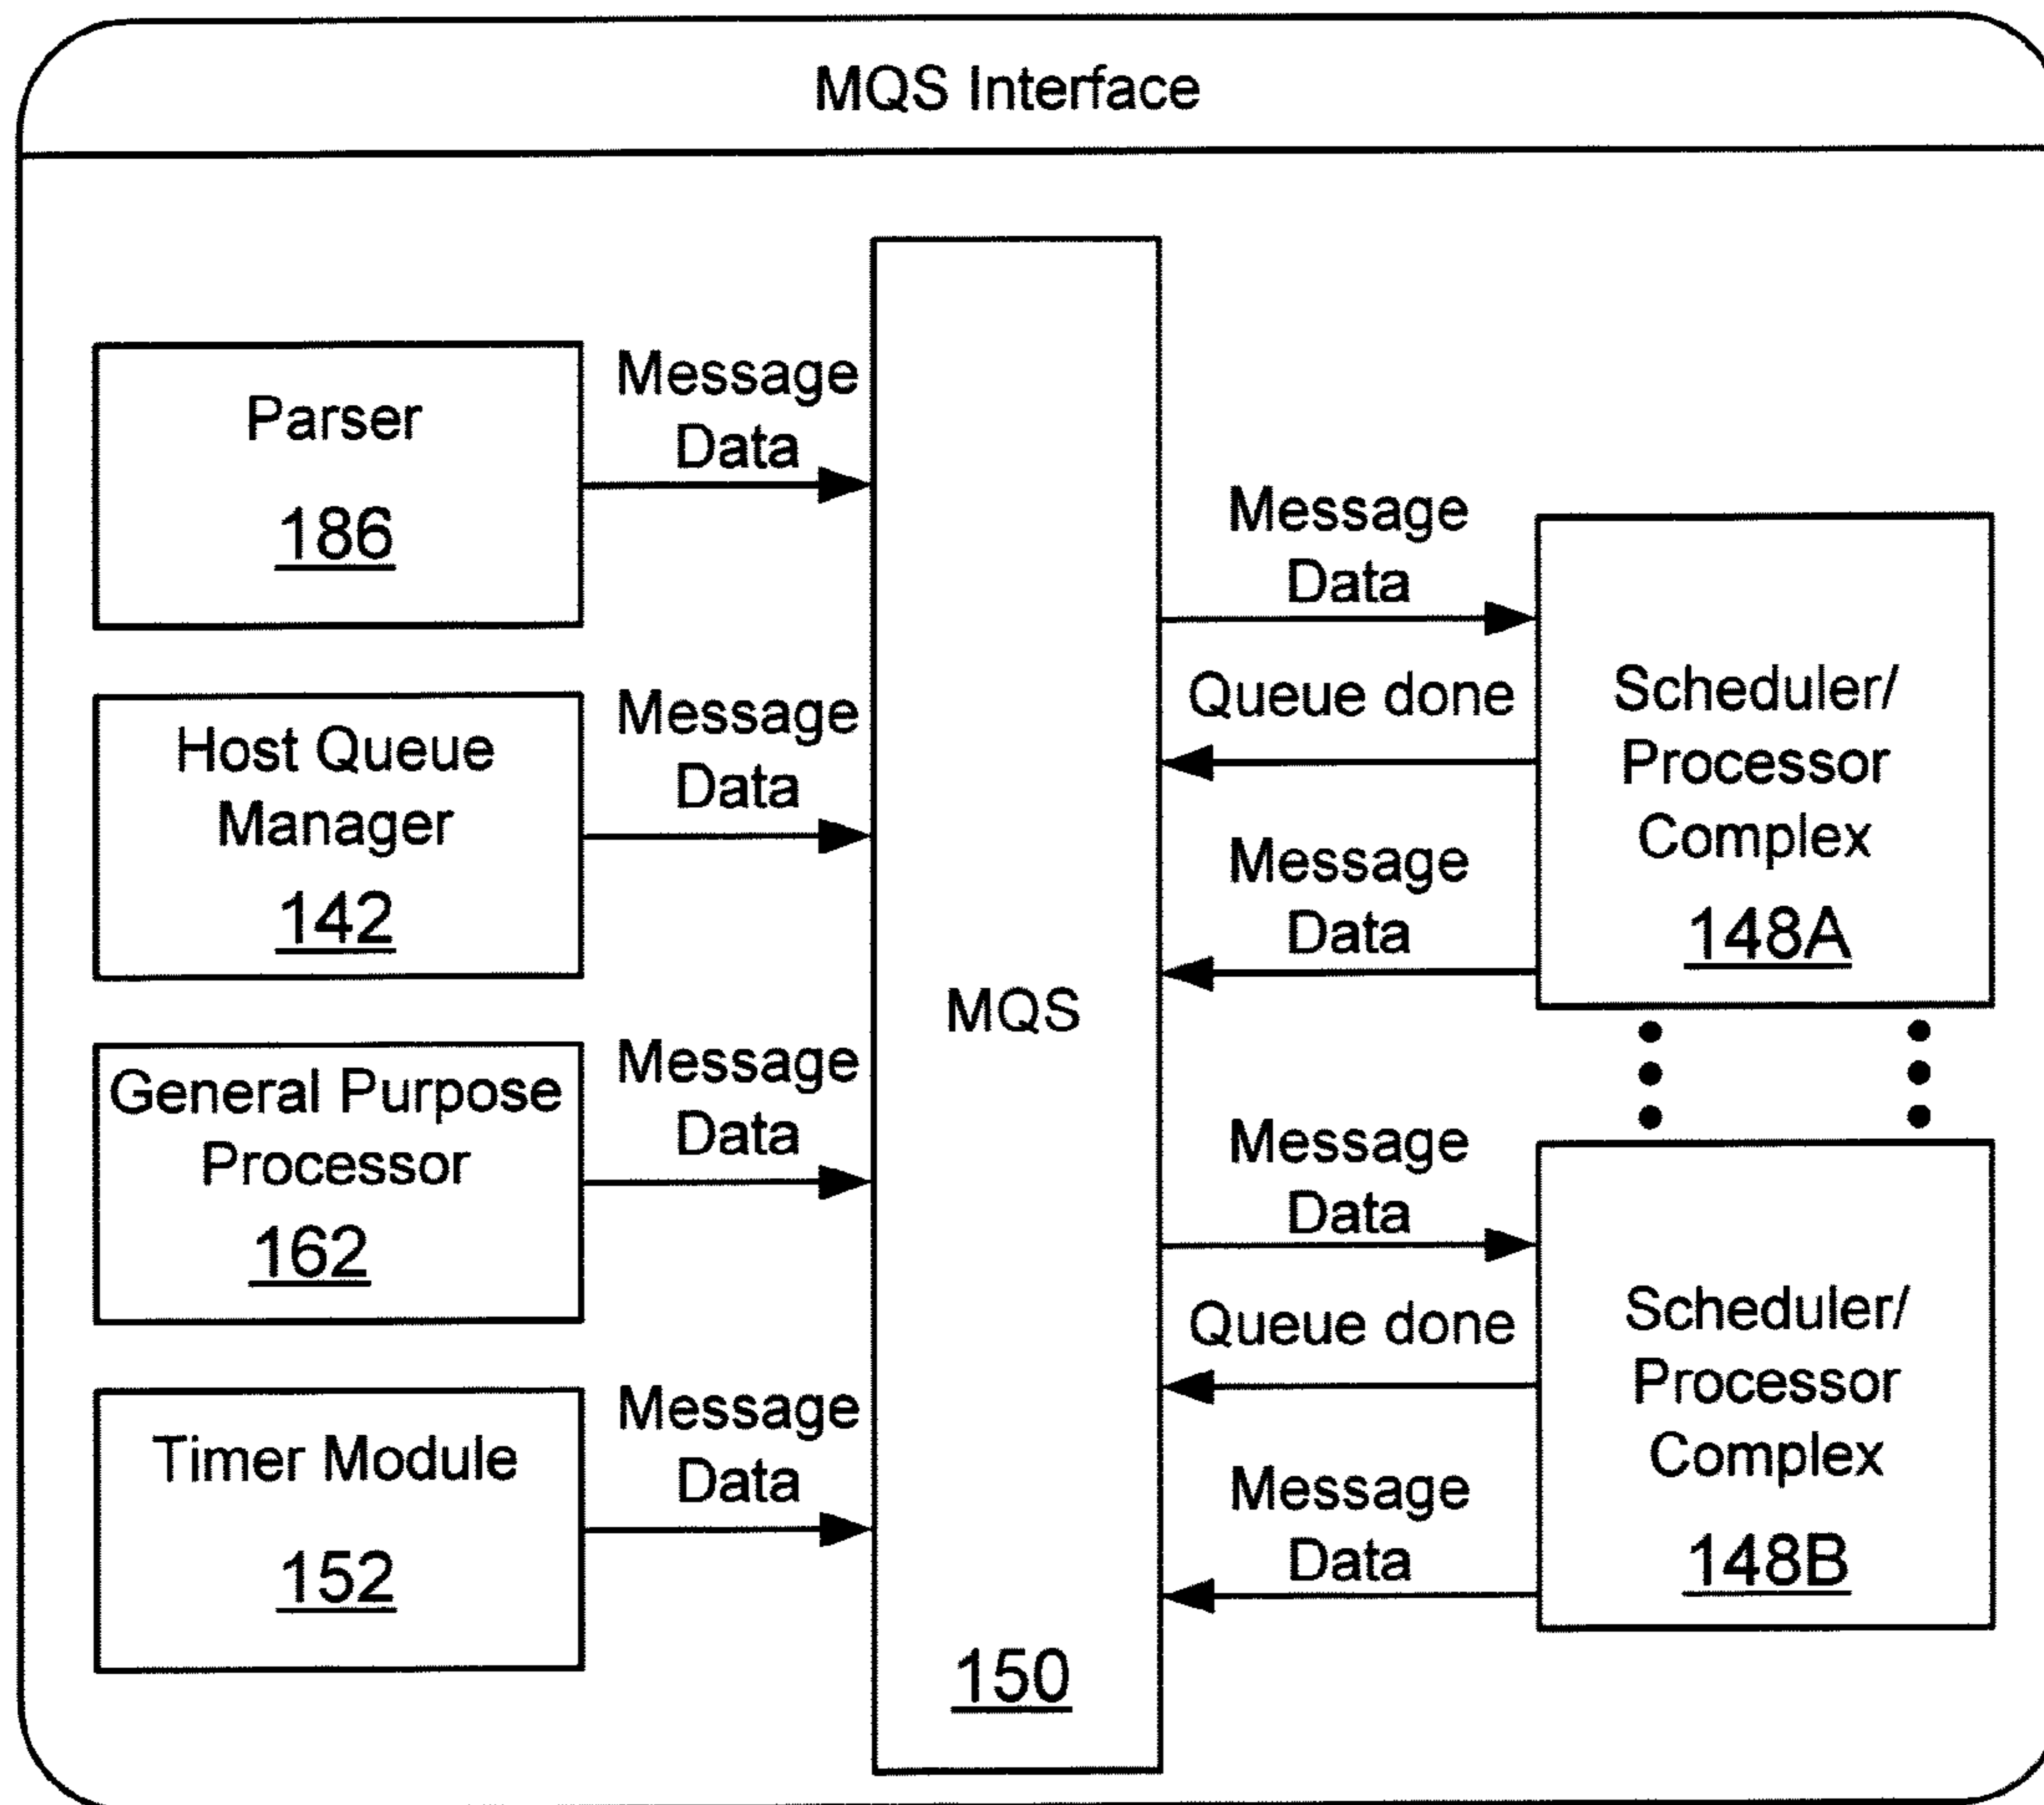 MQS Interface
Parser
186
Message
Data
Host Queue
Manager
142
Message
Data
General Purpose
Processor
162
Message
Data
Timer Module
152
Message
Data
MQS
150
Message
Data
Queue done
Message
Data
Scheduler/
Processor
Complex
148A
Message
Data
Queue done
Message
Data
Scheduler/
Processor
Complex
148B